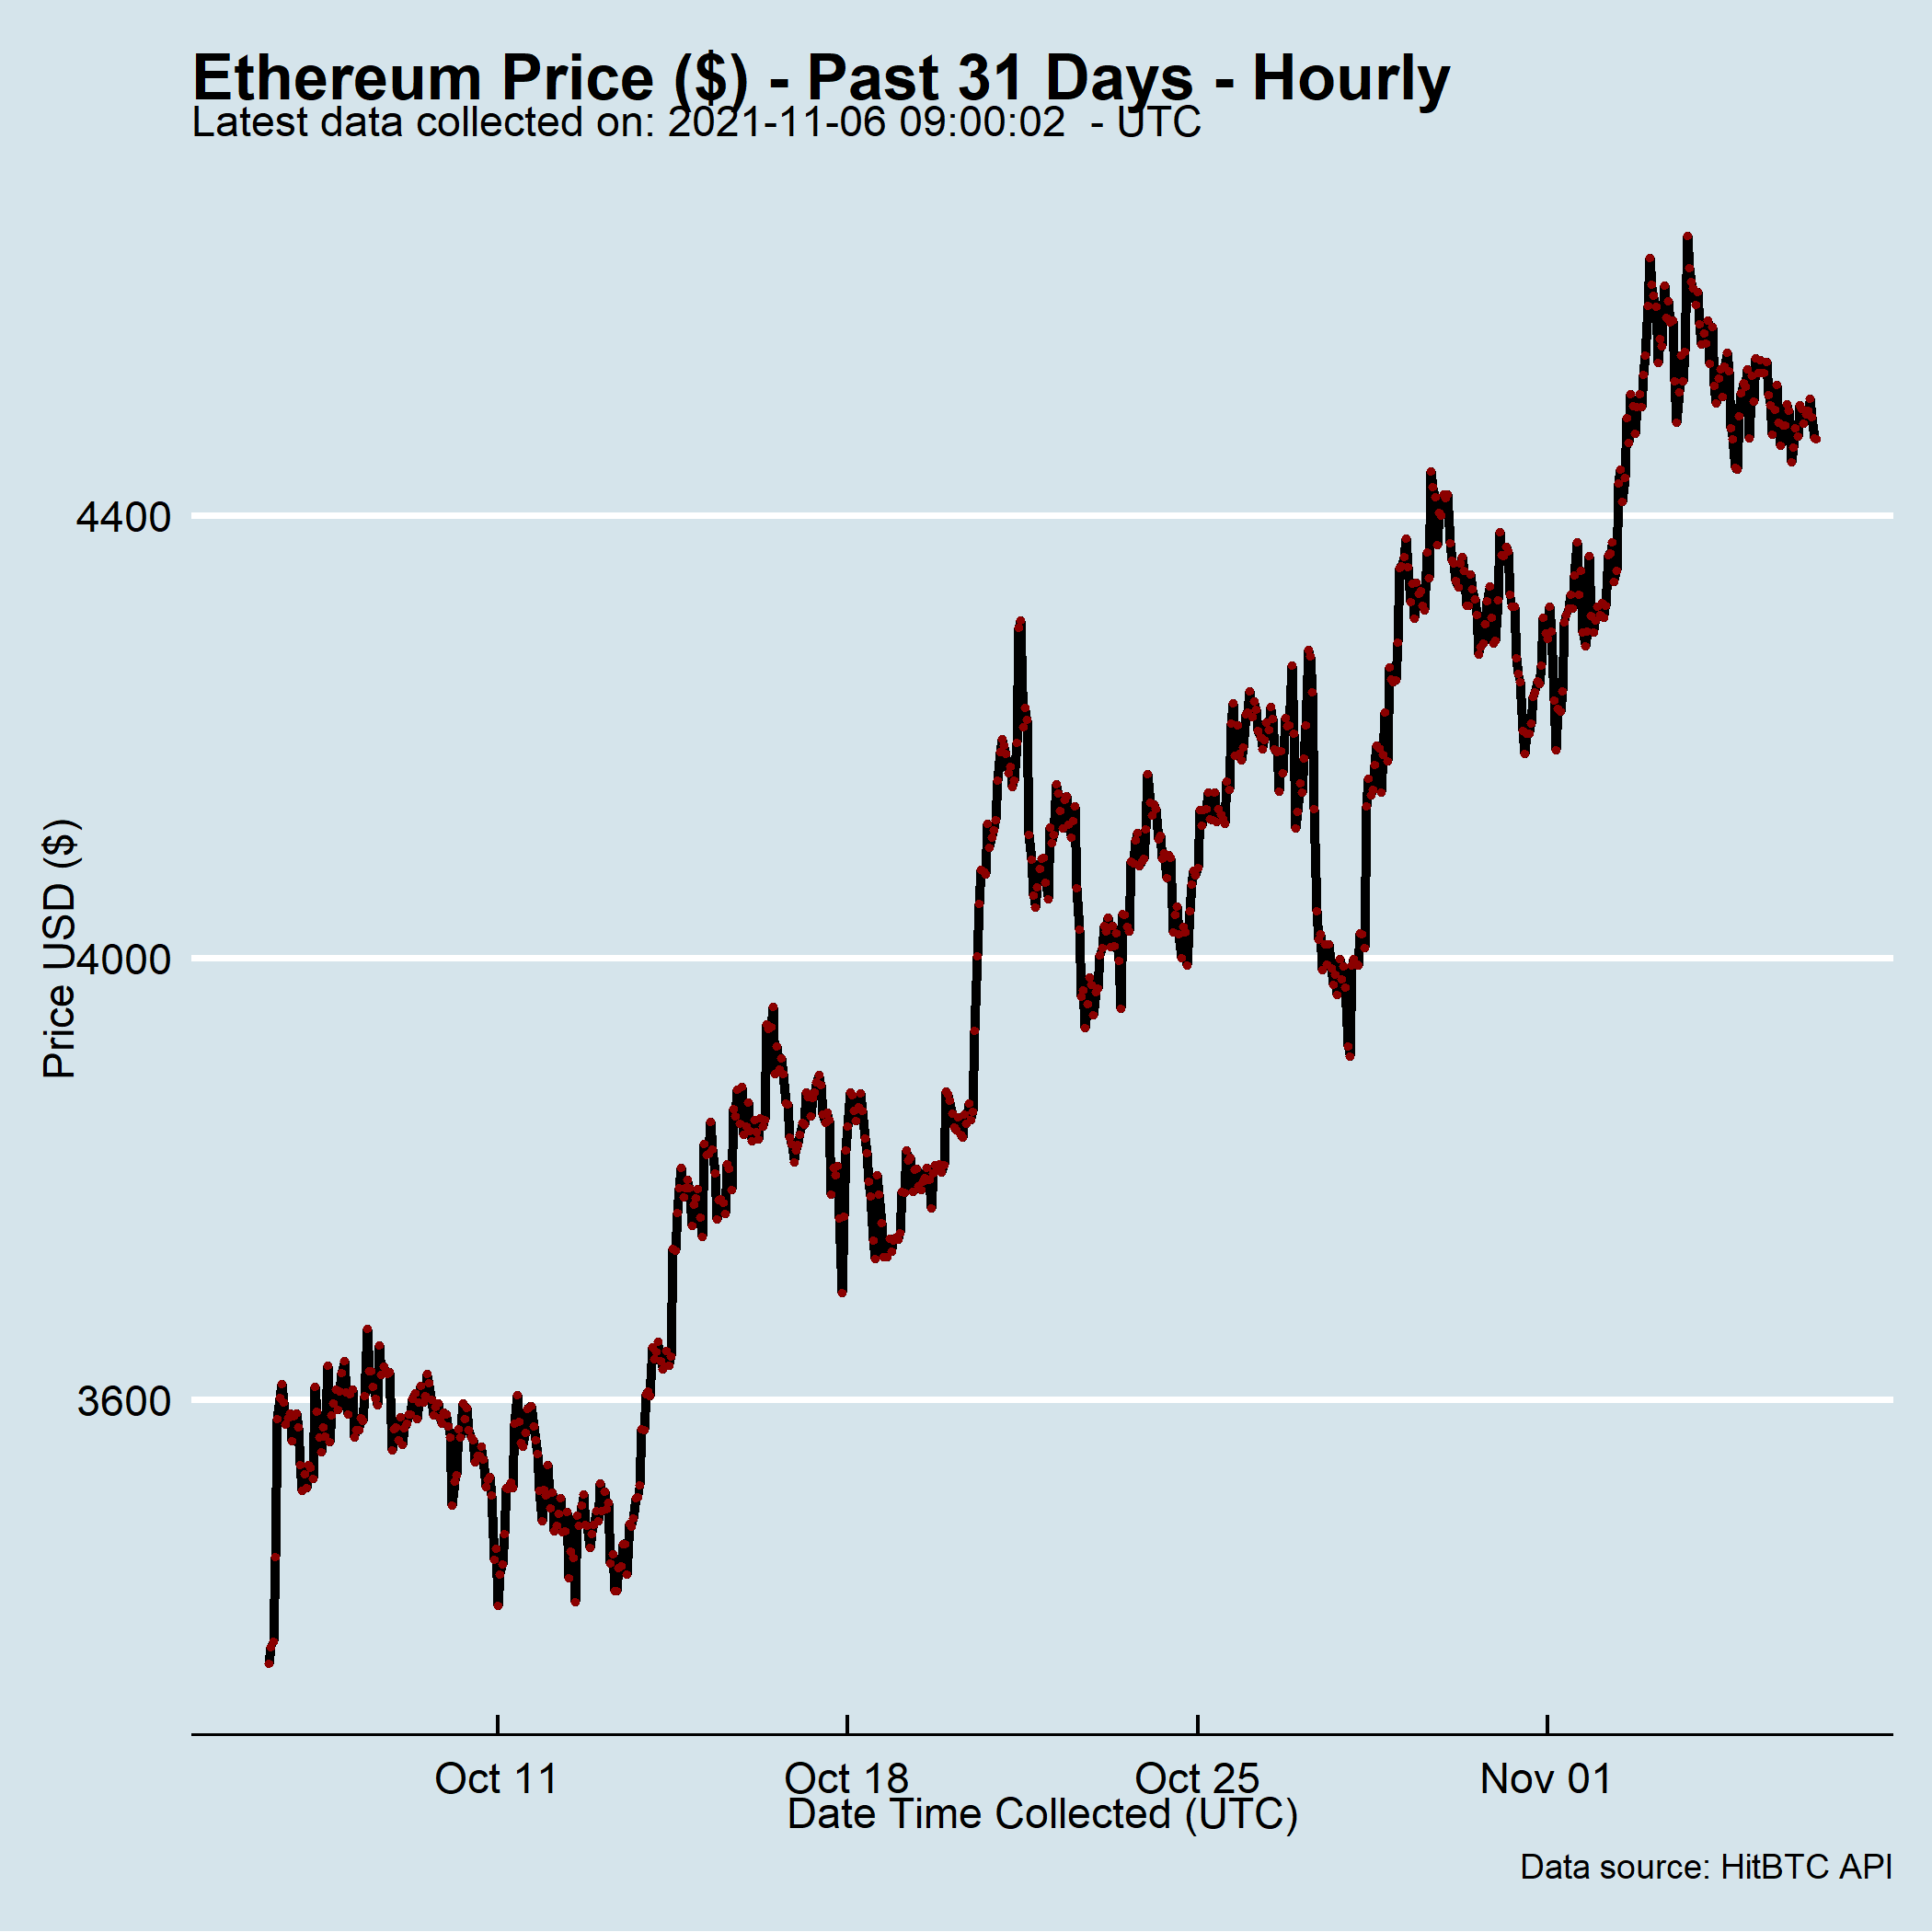 Ethereum Price ($) - Past 31 Days - Hourly
Latest data collected on: 2021-11-06 09:00:02  - UTC
4400
4000
3600
Price USD ($)
Oct 11
Oct 18
Oct 25
Nov 01
Date Time Collected (UTC)
Data source: HitBTC API